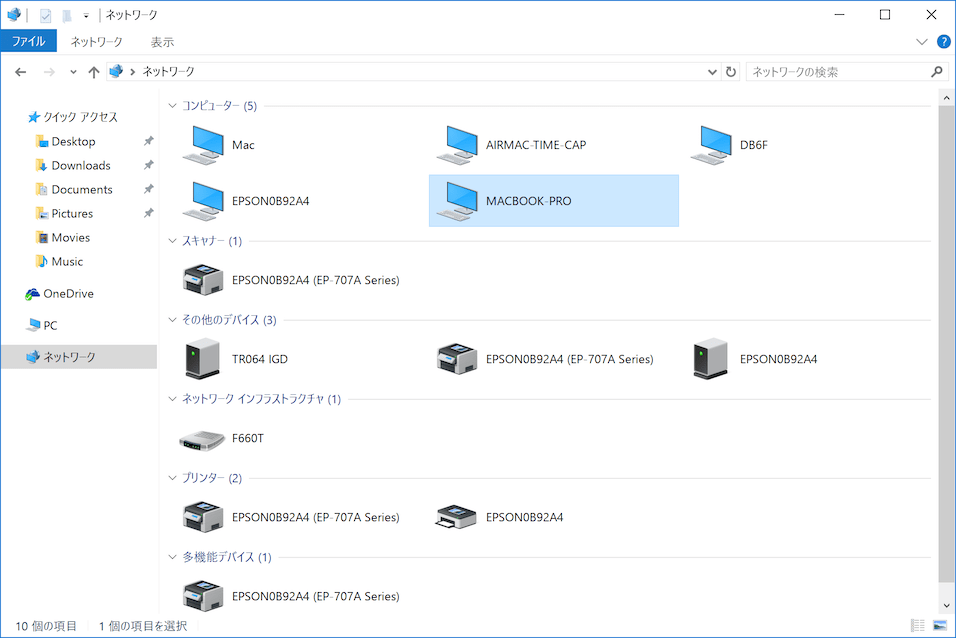 ネットワーク
ファイル ネットワーク 表示
ネットワーク ネットワークの検索
クイック アクセス
Desktop
Downloads
Documents
Pictures
Movies
Music
OneDrive
PC
ネットワーク
コンピューター (5)
Mac AIRMAC-TIME-CAP DB6F
EPSON0B92A4 MACBOOK-PRO
スキャナー (1)
EPSON0B92A4 (EP-707A Series)
その他のデバイス (3)
TR064 IGD EPSON0B92A4 (EP-707A Series) EPSON0B92A4
ネットワーク インフラストラクチャ (1)
F660T
プリンター (2)
EPSON0B92A4 (EP-707A Series) EPSON0B92A4
多機能デバイス (1)
EPSON0B92A4 (EP-707A Series)
10 個の項目 1 個の項目を選択